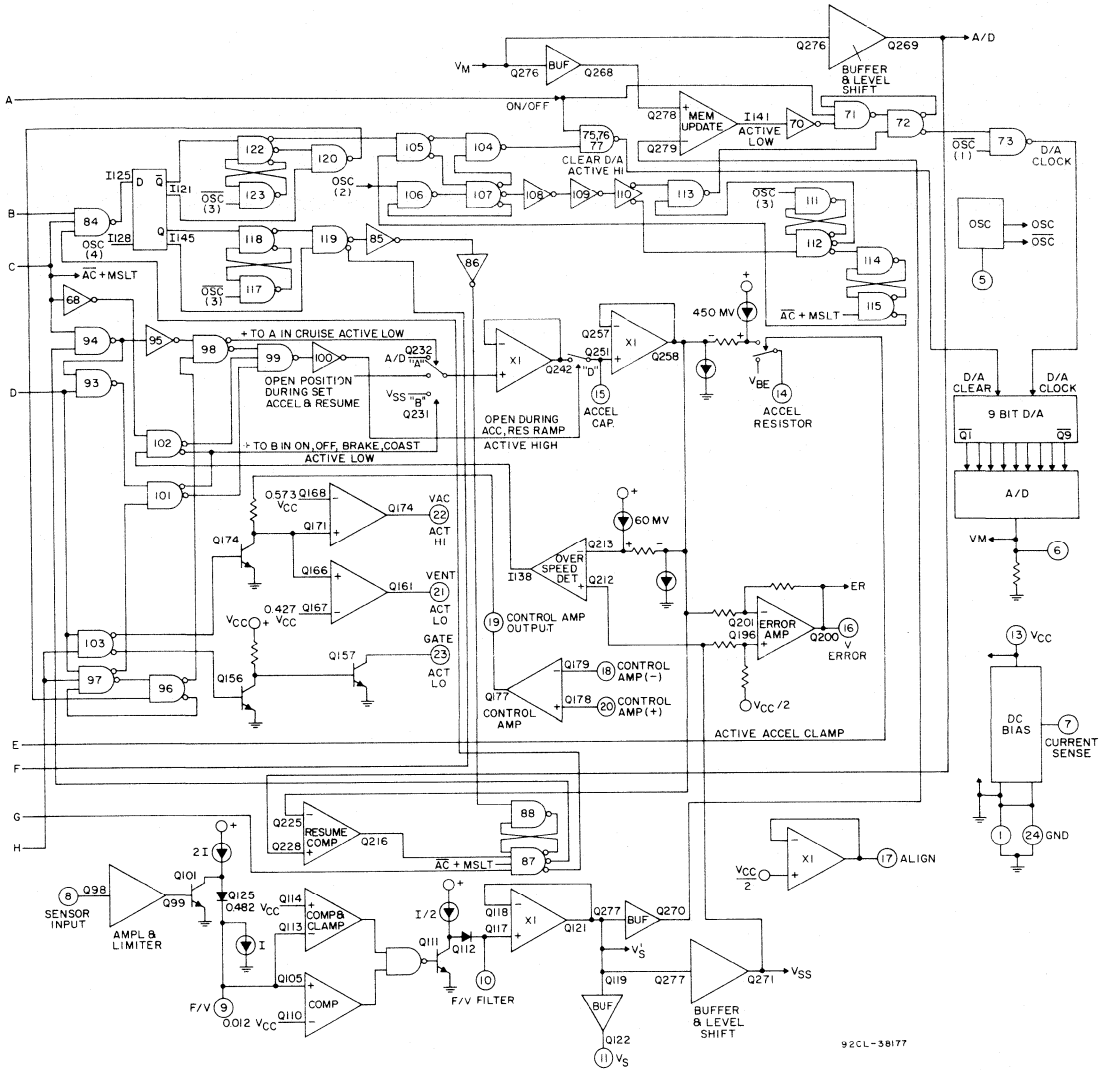 Q276
Q269
A/D
BUFFER
& LEVEL
SHIFT
VM
Q276
BUF
Q268
A
ON/OFF
Q278
+
MEM
UPDATE
Q279
-
I141
ACTIVE
LOW
70
71
72
73
OSC
(1)
D/A
CLOCK
75,76
77
CLEAR D/A
ACTIVE HI
122
120
123
OSC
(3)
105
104
OSC
(2)
106
107
108
109
110
113
OSC
(3)
111
112
114
115
AC + MSLT
OSC
OSC
OSC
5
I125
D Q
I121
Q
I145
B
84
I128
OSC
(4)
118
119
85
86
117
OSC
(3)
C
AC + MSLT
68
94
95
98
+ TO A IN CRUISE ACTIVE LOW
99
100
OPEN POSITION
DURING SET
ACCEL & RESUME
A/D
Q232
"A"
VSS
"B"
Q231
-
X1
+
Q242
"D"
OPEN DURING
ACC, RES RAMP
ACTIVE HIGH
Q257
-
X1
Q251
+
Q258
15
ACCEL
CAP.
450 MV
+
- +
VBE
14
ACCEL
RESISTOR
D/A
CLEAR
D/A
CLOCK
9 BIT D/A
Q1
Q9
A/D
VM
6
D
93
102
+ TO B IN ON, OFF, BRAKE, COAST
ACTIVE LOW
101
0.573
VCC
Q168
-
Q171
+
Q174
VAC
22
ACT
HI
Q174
Q166
+
Q161
0.427
VCC
Q167
-
VENT
21
ACT
LO
VCC
+
GATE
23
ACT
LO
Q157
Q156
103
97
96
+
60 MV
+ -
Q213
-
OVER
SPEED
DET
I138
Q212
+
19
CONTROL AMP
OUTPUT
Q177
CONTROL
AMP
Q179
-
18
CONTROL
AMP (-)
Q178
+
20
CONTROL
AMP (+)
Q201
-
ERROR
AMP
Q196
+
Q200
ER
16
V
ERROR
VCC/2
13
VCC
DC
BIAS
7
CURRENT
SENSE
1
24
GND
E
ACTIVE ACCEL CLAMP
F
G
H
Q225
-
RESUME
COMP
Q228
+
Q216
88
87
AC + MSLT
-
X1
VCC
2
+
17
ALIGN
+
2I
8
SENSOR
INPUT
Q98
AMPL &
LIMITER
Q99
Q101
Q125
0.482
I
F/V
9
VCC
Q114
+
COMP &
CLAMP
Q113
-
Q105
+
COMP
Q110
-
0.012 VCC
+
I/2
Q111
Q112
10
F/V FILTER
Q118
-
X1
Q117
+
Q121
Q277
BUF
Q270
V'S
Q119
BUF
Q122
11
VS
Q277
Q271
VSS
BUFFER
& LEVEL
SHIFT
92CL-38177